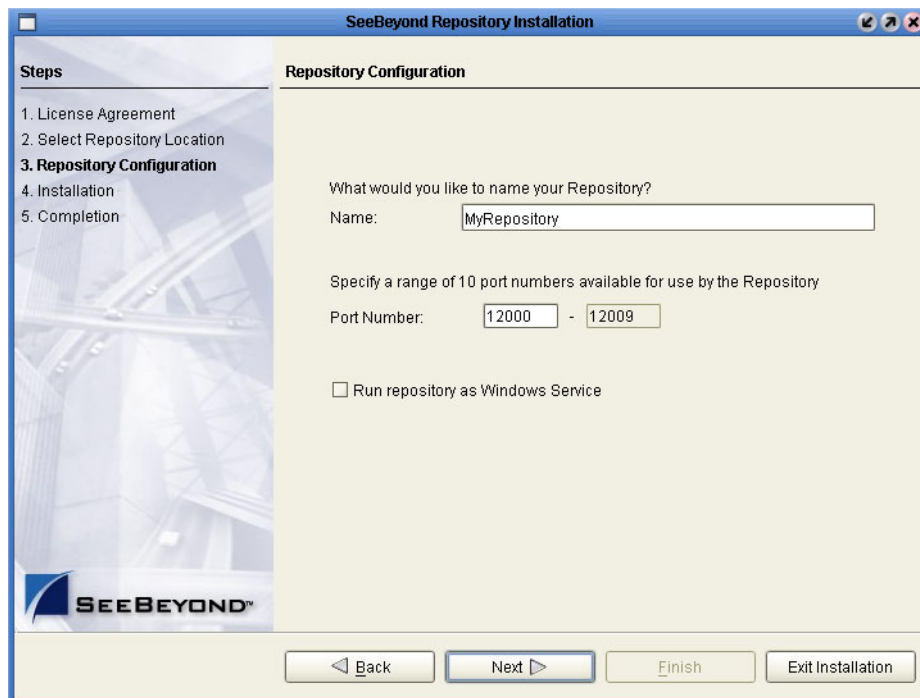 SeeBeyond Repository Installation
Steps
1. License Agreement
2. Select Repository Location
3. Repository Configuration
4. Installation
5. Completion
SEEBEYOND™
Repository Configuration
What would you like to name your Repository?
Name: MyRepository
Specify a range of 10 port numbers available for use by the Repository
Port Number: 12000 - 12009
Run repository as Windows Service
Back Next Finish Exit Installation